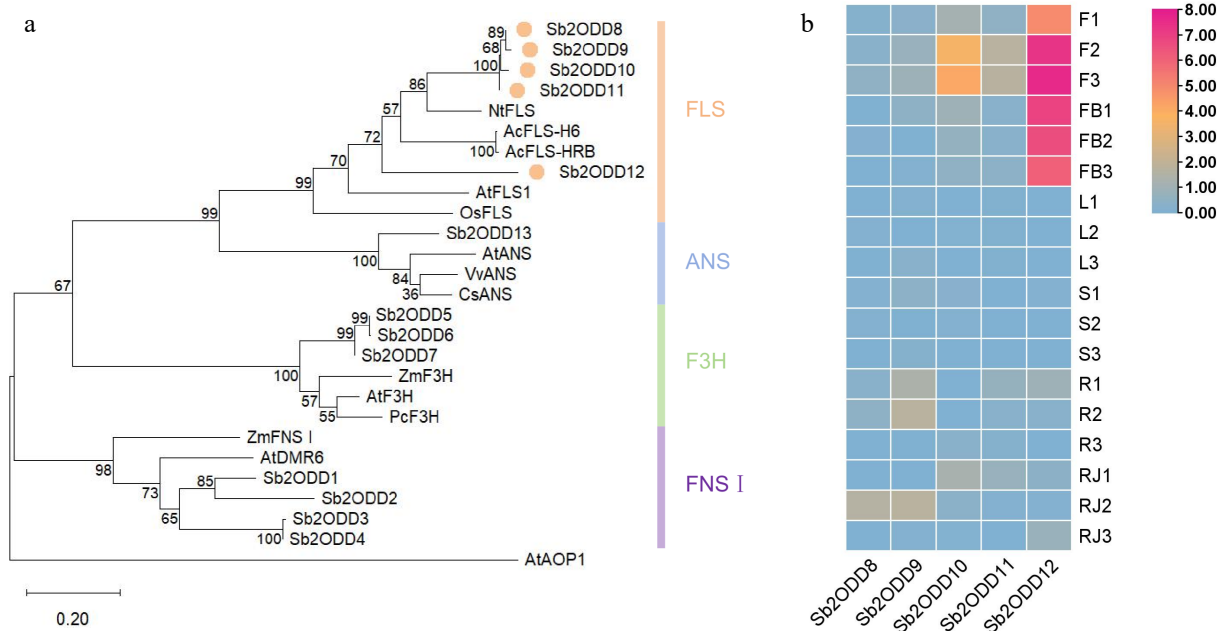 a
89
Sb2ODD8
68
Sb2ODD9
100
Sb2ODD10
Sb2ODD11
86
NtFLS
57
AcFLS-H6
72
100
AcFLS-HRB
70
Sb2ODD12
99
AtFLS1
99
OsFLS
Sb2ODD13
100
AtANS
84
VvANS
36
CsANS
67
99
Sb2ODD5
99
Sb2ODD6
Sb2ODD7
100
ZmF3H
57
AtF3H
55
PcF3H
ZmFNS Ⅰ
98
AtDMR6
73
85
Sb2ODD1
Sb2ODD2
65
Sb2ODD3
100
Sb2ODD4
AtAOP1
0.20
FLS
ANS
F3H
FNS Ⅰ
b
F1
F2
F3
FB1
FB2
FB3
L1
L2
L3
S1
S2
S3
R1
R2
R3
RJ1
RJ2
RJ3
Sb2ODD8
Sb2ODD9
Sb2ODD10
Sb2ODD11
Sb2ODD12
8.00
7.00
6.00
5.00
4.00
3.00
2.00
1.00
0.00